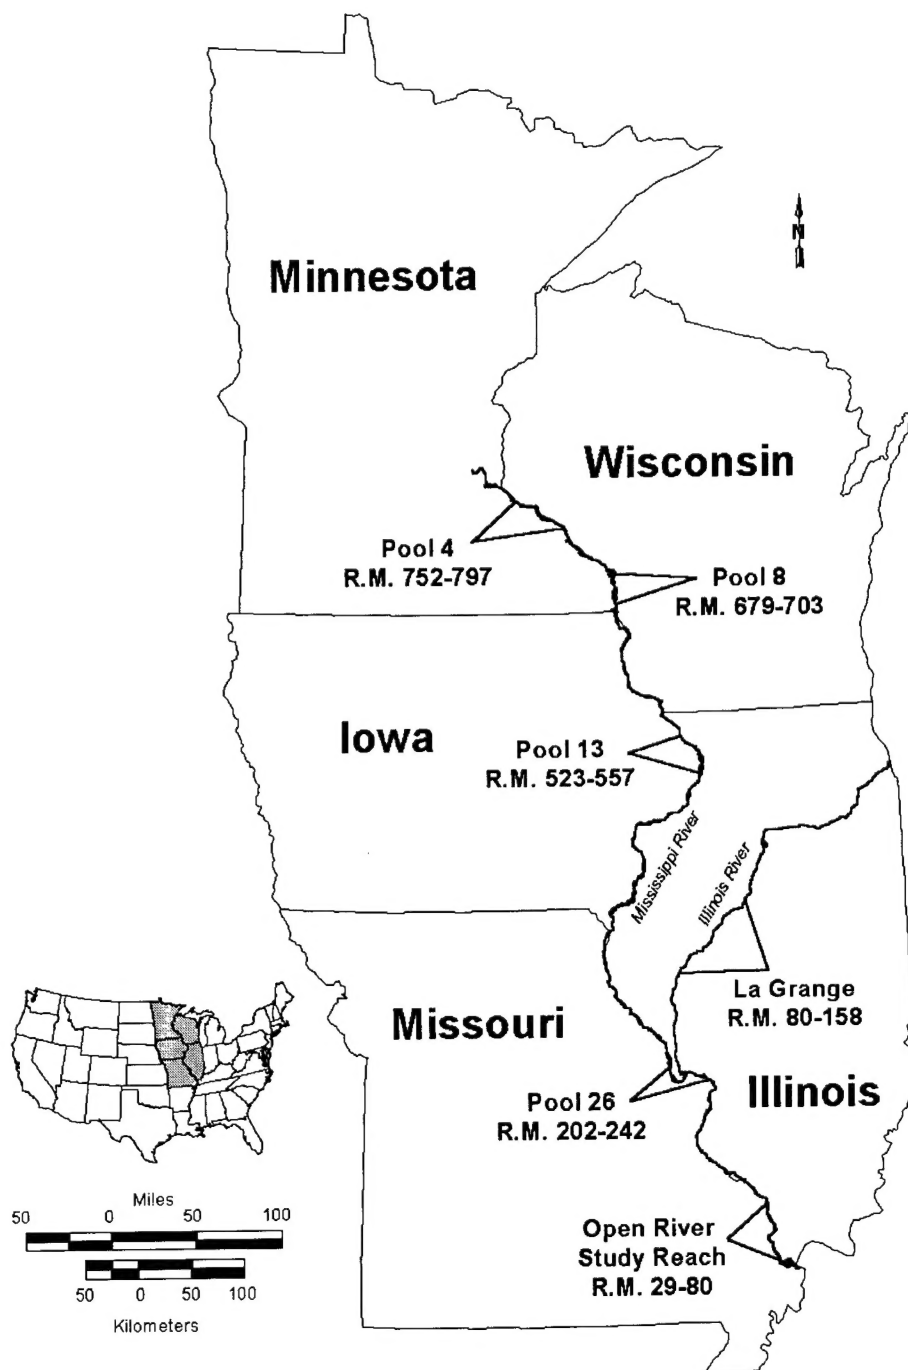 N
Minnesota
Wisconsin
Pool 4
R.M. 752-797
Pool 8
R.M. 679-703
Iowa
Pool 13
R.M. 523-557
Mississippi River
Illinois River
La Grange
R.M. 80-158
Missouri
Pool 26
R.M. 202-242
Illinois
Open River
Study Reach
R.M. 29-80
Miles
50 0 50 100
50 0 50 100
Kilometers